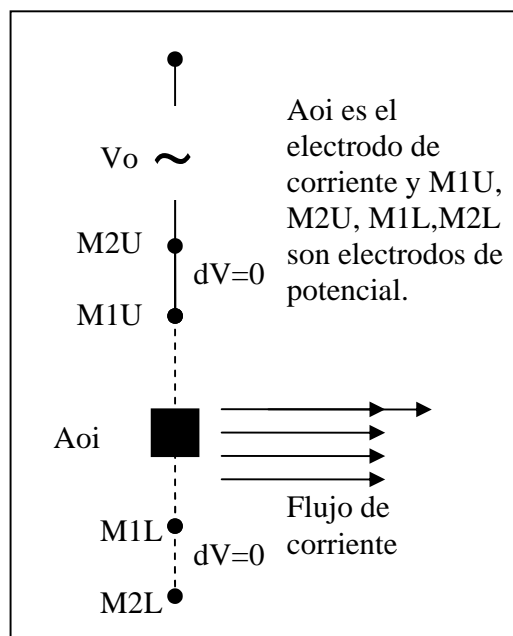 Aoi es el
electrodo de
corriente y M1U,
M2U, M1L,M2L
son electrodos de
potencial.
Vo ~
M2U
dV=0
M1U
Aoi
Flujo de
corriente
M1L
dV=0
M2L